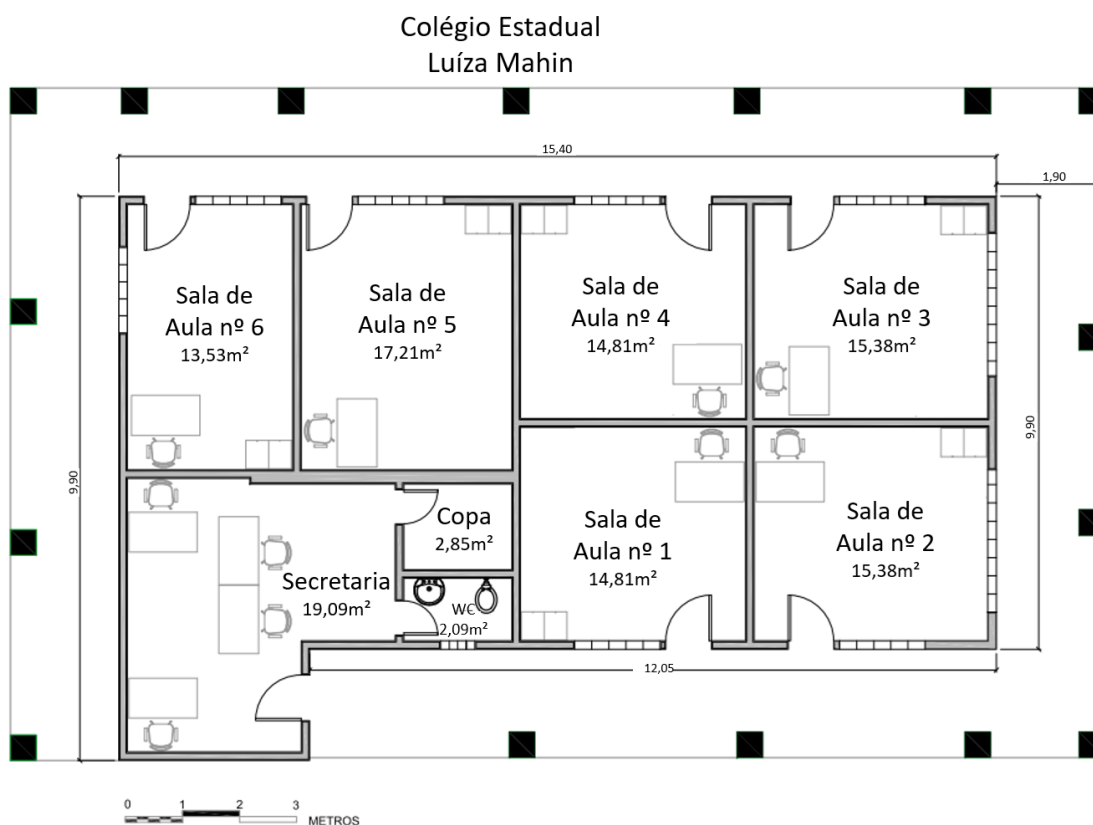 Colégio Estadual
Luíza Mahin
15,40
1,90
Sala de
Aula nº 6
13,53m²
Sala de
Aula nº 5
17,21m²
Sala de
Aula nº 4
14,81m²
Sala de
Aula nº 3
15,38m²
9,90
9,90
Copa
2,85m²
Sala de
Aula nº 1
14,81m²
Sala de
Aula nº 2
15,38m²
Secretaria
19,09m²
WC
2,09m²
12,05
0 1 2 3
METROS